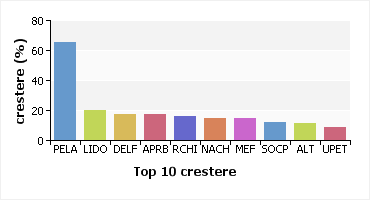 crestere (%)
80
60
40
20
0
PELA LIDO DELF APRB RCHI NACH MEF SOCP ALT UPET
Top 10 crestere